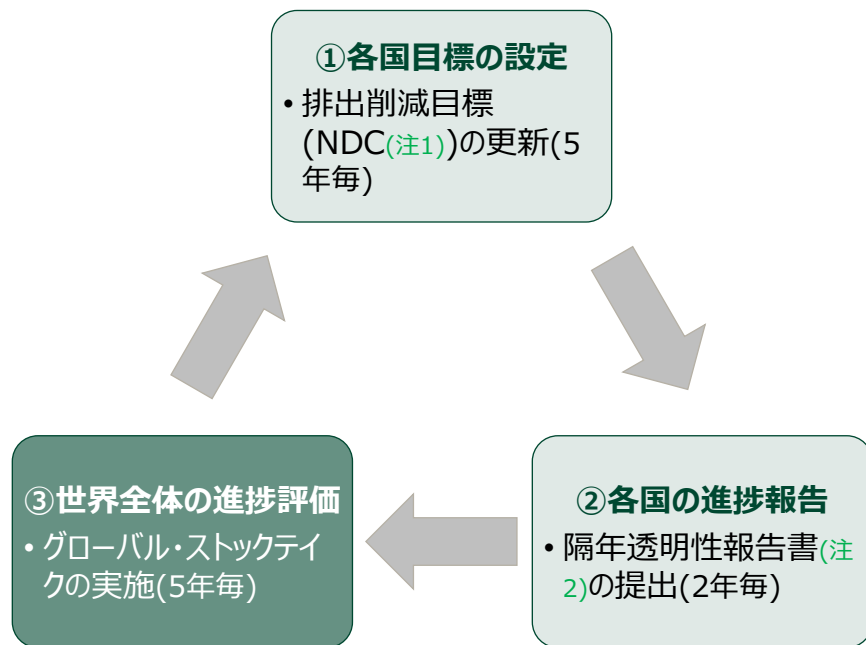 ①各国目標の設定
• 排出削減目標
(NDC(注1))の更新(5
年毎)
③世界全体の進捗評価
• グローバル・ストックテイ
クの実施(5年毎)
②各国の進捗報告
• 隔年透明性報告書(注
2)の提出(2年毎)